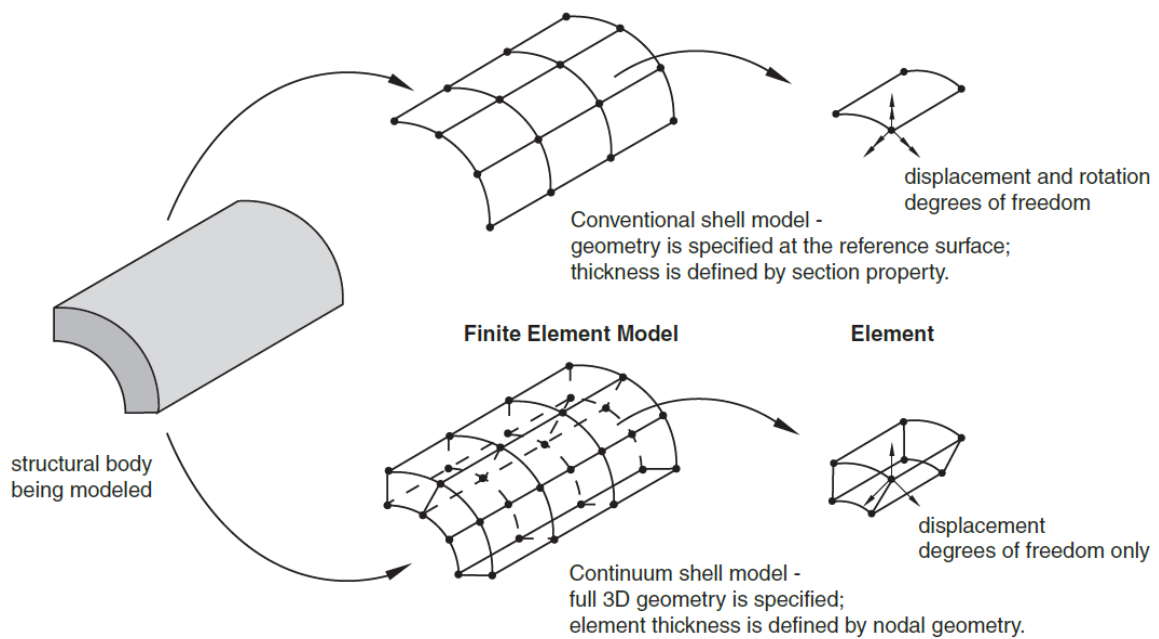 displacement and rotation
degrees of freedom
Conventional shell model -
geometry is specified at the reference surface;
thickness is defined by section property.
Finite Element Model
Element
structural body
being modeled
displacement
degrees of freedom only
Continuum shell model -
full 3D geometry is specified;
element thickness is defined by nodal geometry.